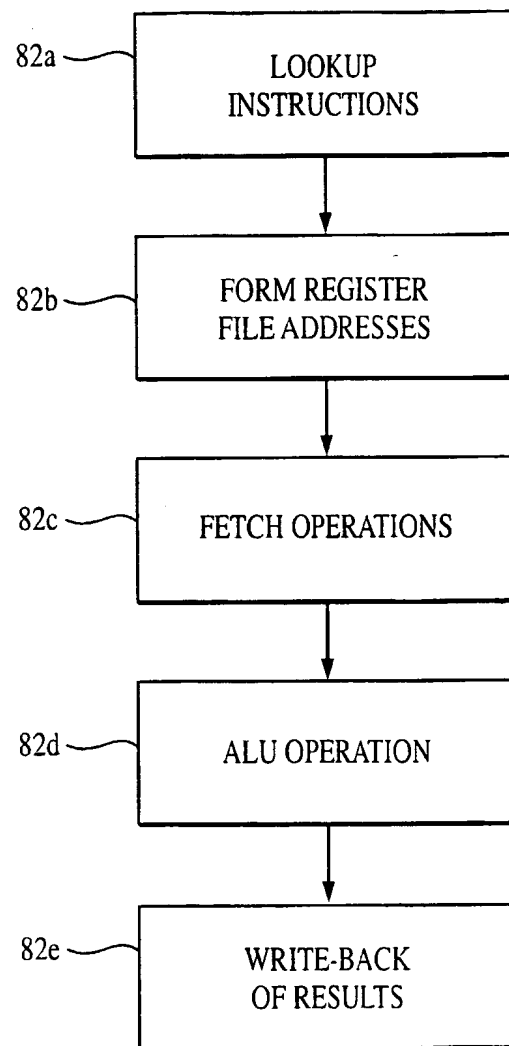 82a
LOOKUP
INSTRUCTIONS
82b
FORM REGISTER
FILE ADDRESSES
82c
FETCH OPERATIONS
82d
ALU OPERATION
82e
WRITE-BACK
OF RESULTS